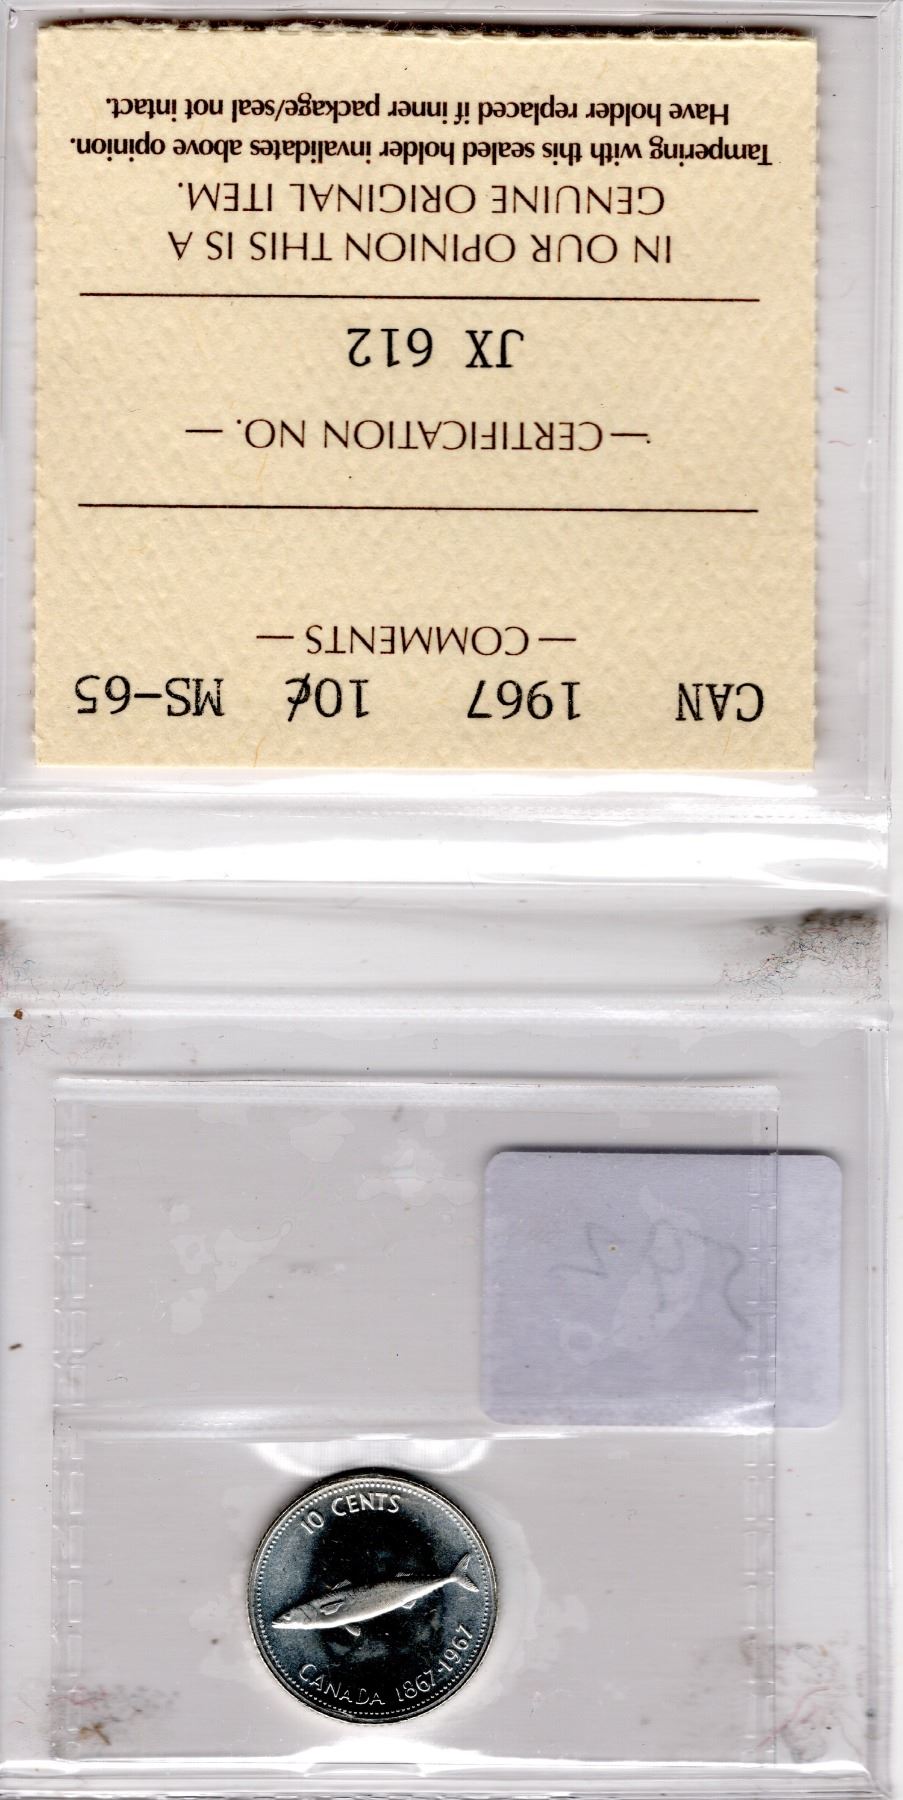 CAN 1967 10¢ MS-65
— COMMENTS —
— CERTIFICATION NO. —
JX 612
IN OUR OPINION THIS IS A
GENUINE ORIGINAL ITEM.
Tampering with this sealed holder invalidates above opinion.
Have holder replaced if inner package/seal not intact.
10 CENTS
CANADA 1867-1967